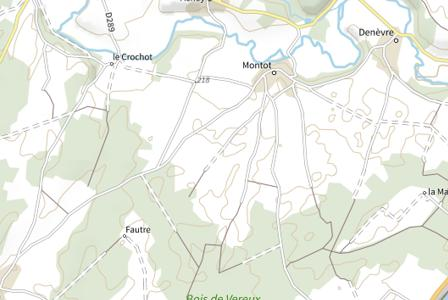 D289
Denèvre
le Crochot
Montot
218
la Ma
Fautre
Bois de Vereux